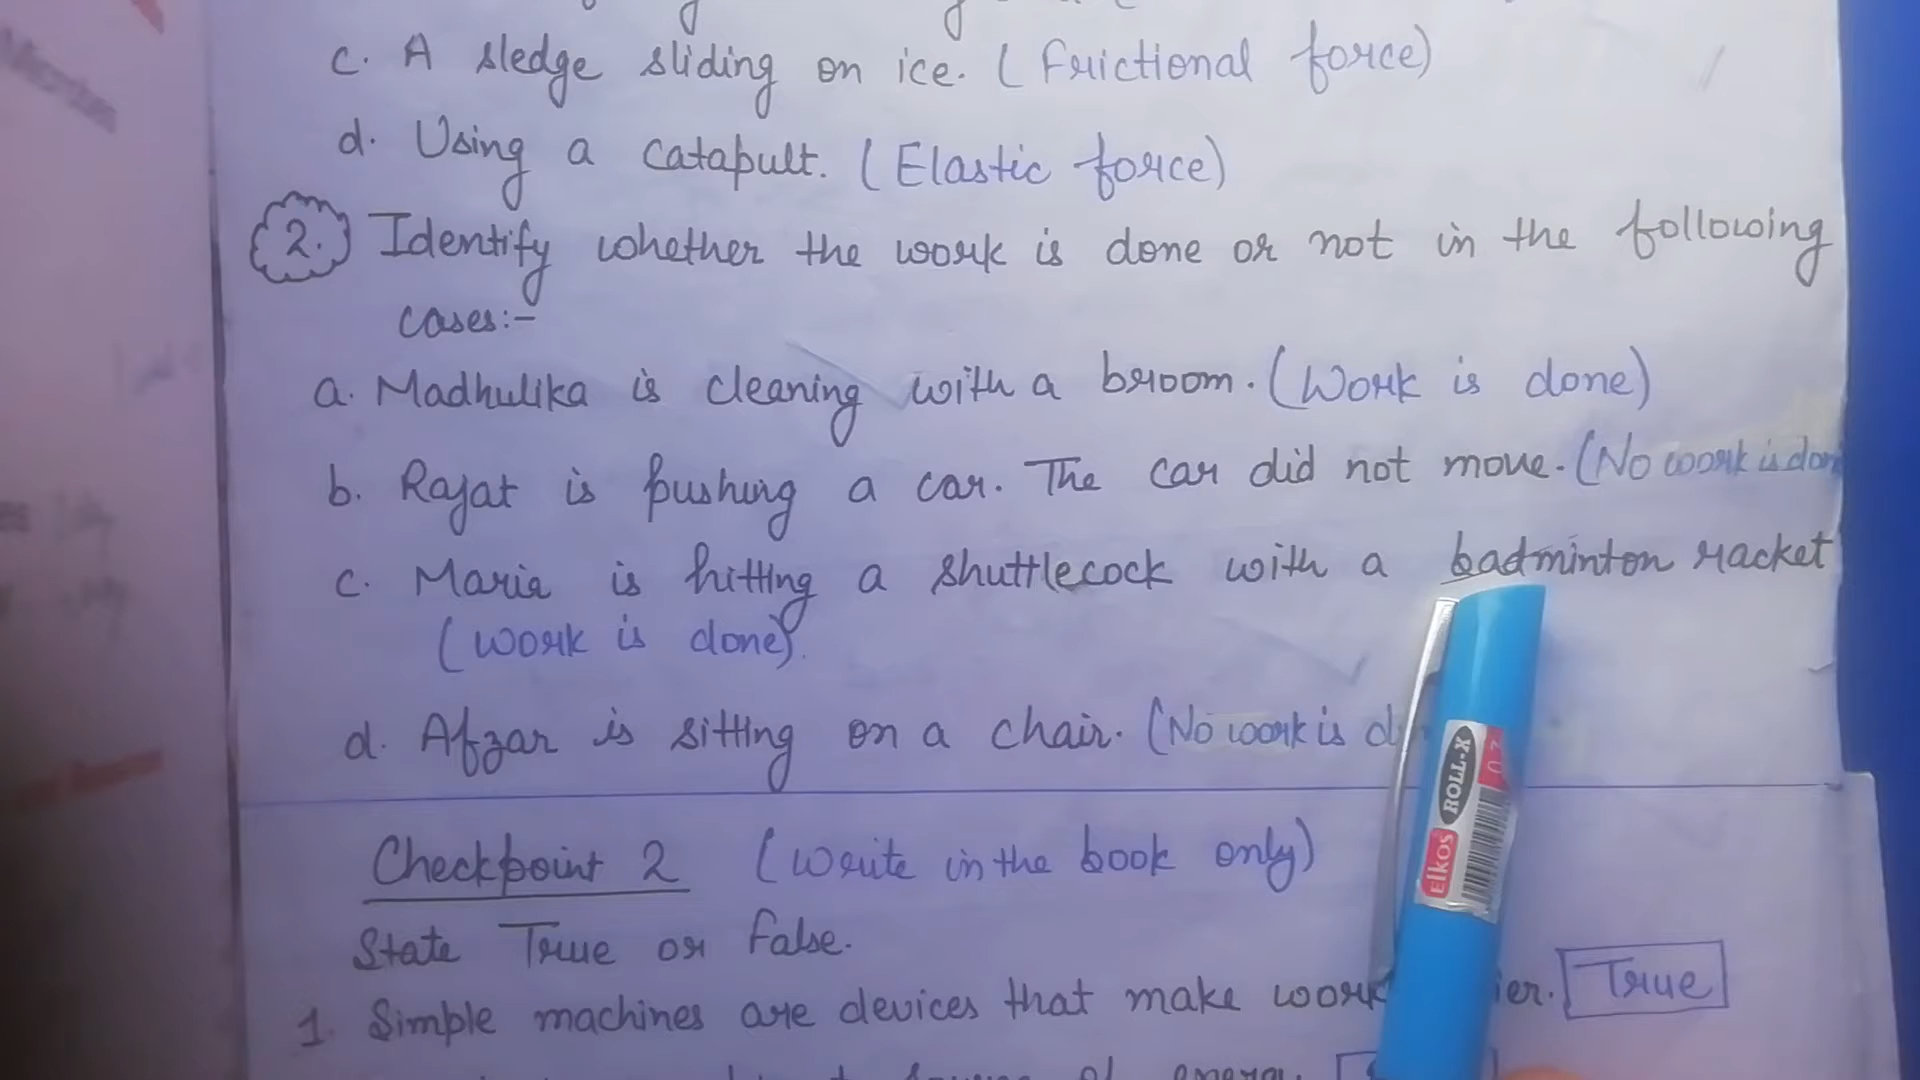 c. A sledge sliding on ice. (Frictional force)
d. Using a catapult. (Elastic force)
2. Identify whether the work is done or not in the following
cases:-
a. Madhulika is cleaning with a broom. (Work is done)
b. Rajat is pushing a car. The car did not move. (No work is don
c. Maria is hitting a shuttlecock with a badminton racket
(work is done).
d. Afzar is sitting on a chair. (No work is d
Checkpoint 2 (Write in the book only)
State True or False.
1. Simple machines are devices that make work ier. True
of energy.
Elkos ROLL-X